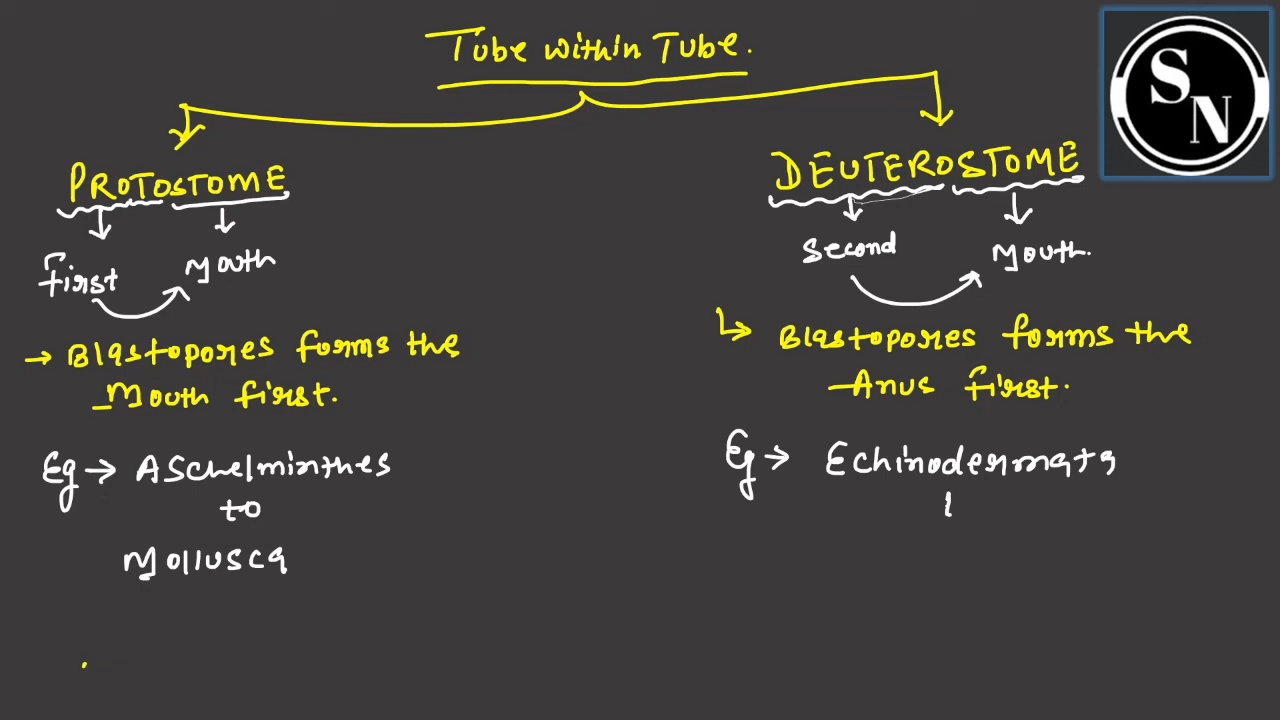 Tube within Tube.
SN
PROTOSTOME
First Mouth
→ Blastopores forms the
Mouth first.
Eg → ASchelminthes
to
Mollusca
DEUTEROSTOME
Second Mouth.
Blastopores forms the
Anus first.
Eg → Echinodermata